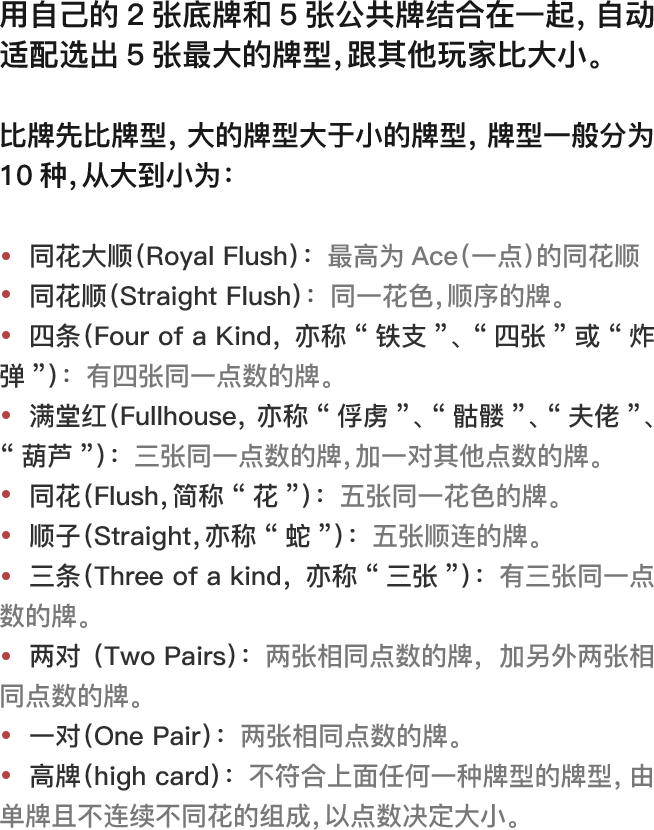 用自己的 2 张底牌和 5 张公共牌结合在一起，自动
适配选出 5 张最大的牌型，跟其他玩家比大小。
比牌先比牌型，大的牌型大于小的牌型，牌型一般分为
10 种，从大到小为：
• 同花大顺（Royal Flush）：最高为 Ace（一点）的同花顺
• 同花顺（Straight Flush）：同一花色，顺序的牌。
• 四条（Four of a Kind，亦称“铁支”、“四张”或“炸
弹”）：有四张同一点数的牌。
• 满堂红（Fullhouse，亦称“俘虏”、“骷髅”、“夫佬”、
“葫芦”）：三张同一点数的牌，加一对其他点数的牌。
• 同花（Flush，简称“花”）：五张同一花色的牌。
• 顺子（Straight，亦称“蛇”）：五张顺连的牌。
• 三条（Three of a kind，亦称“三张”）：有三张同一点
数的牌。
• 两对（Two Pairs）：两张相同点数的牌，加另外两张相
同点数的牌。
• 一对（One Pair）：两张相同点数的牌。
• 高牌（high card）：不符合上面任何一种牌型的牌型，由
单牌且不连续不同花的组成，以点数决定大小。